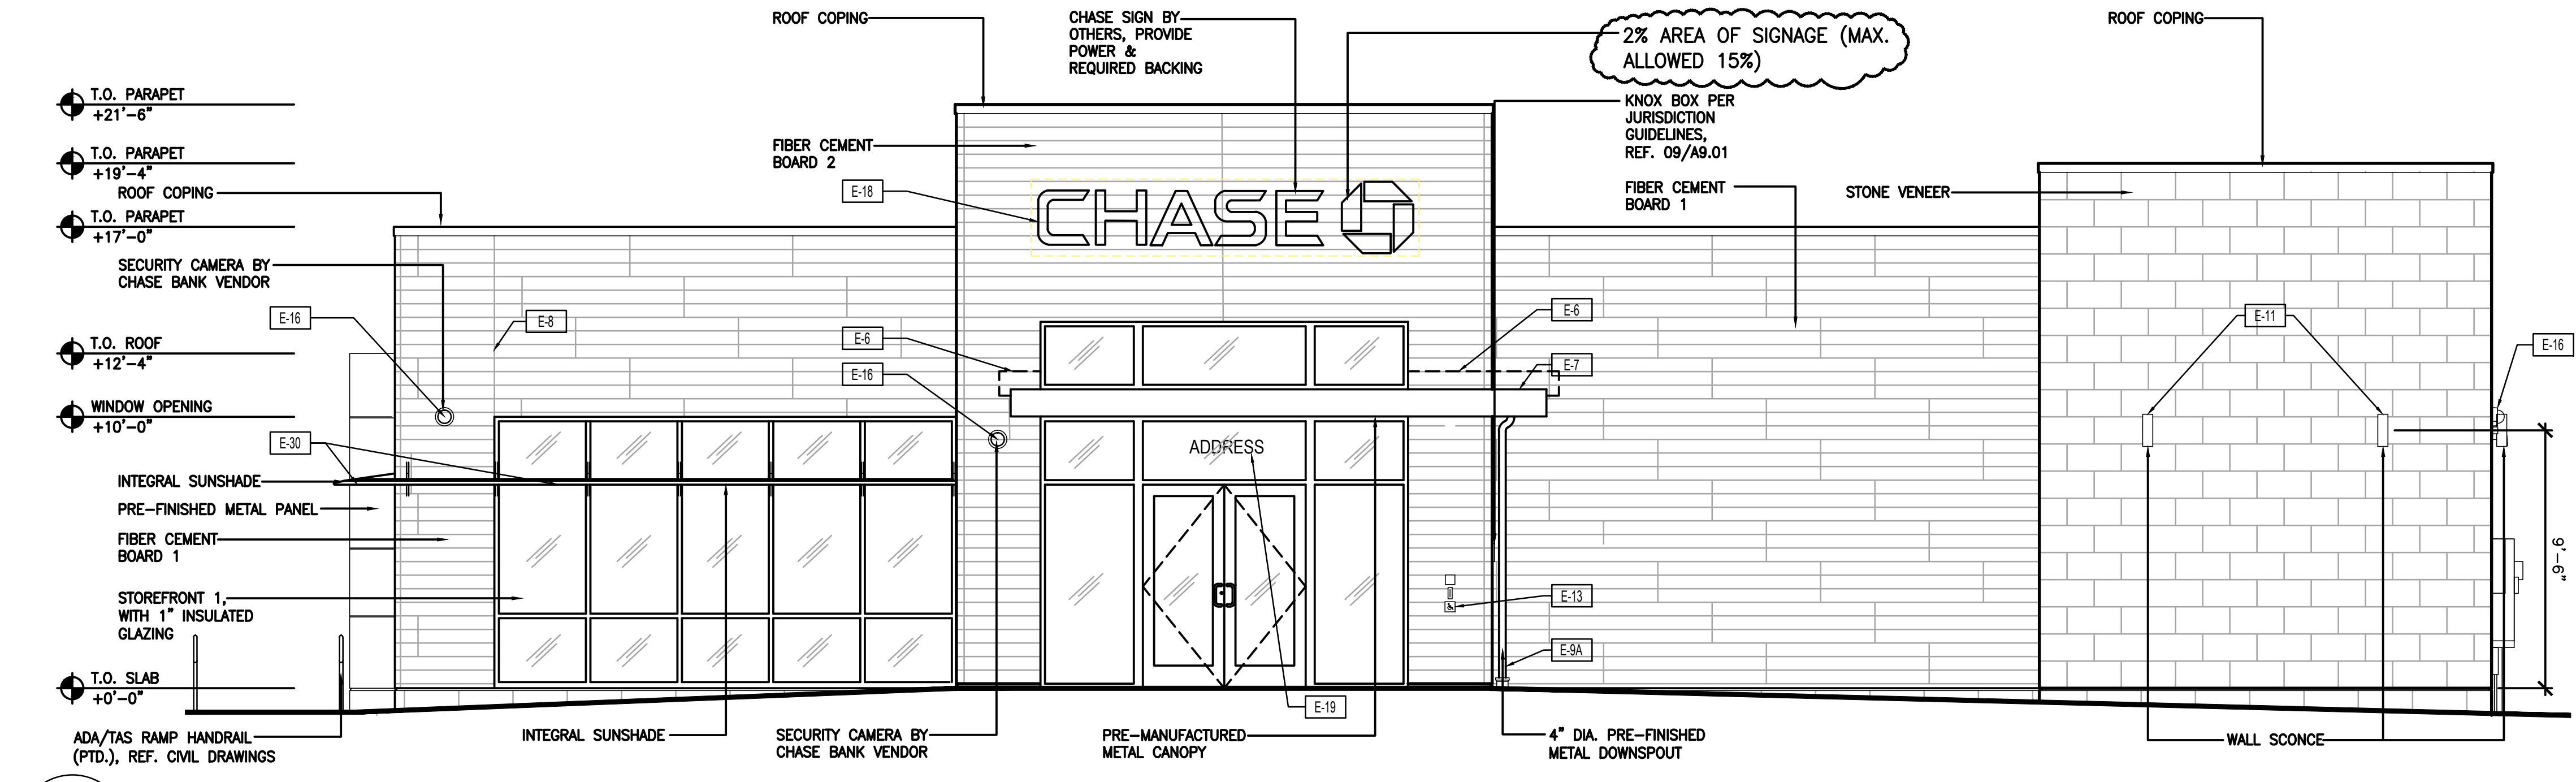 ROOF COPING
CHASE SIGN BY
OTHERS, PROVIDE
POWER &
REQUIRED BACKING
2% AREA OF SIGNAGE (MAX.
ALLOWED 15%)
ROOF COPING
T.O. PARAPET
+21'-6"
KNOX BOX PER
JURISDICTION
GUIDELINES,
REF. 09/A9.01
FIBER CEMENT
BOARD 2
T.O. PARAPET
+19'-4"
ROOF COPING
E-18
CHASE
FIBER CEMENT
BOARD 1
STONE VENEER
T.O. PARAPET
+17'-0"
SECURITY CAMERA BY
CHASE BANK VENDOR
E-16
E-8
E-6
E-6
E-11
E-16
T.O. ROOF
+12'-4"
E-16
E-7
WINDOW OPENING
+10'-0"
E-30
ADDRESS
INTEGRAL SUNSHADE
PRE-FINISHED METAL PANEL
FIBER CEMENT
BOARD 1
9'-6"
STOREFRONT 1,
WITH 1" INSULATED
GLAZING
E-13
E-9A
T.O. SLAB
+0'-0"
E-19
ADA/TAS RAMP HANDRAIL
(PTD.), REF. CIVIL DRAWINGS
INTEGRAL SUNSHADE
SECURITY CAMERA BY
CHASE BANK VENDOR
PRE-MANUFACTURED
METAL CANOPY
4" DIA. PRE-FINISHED
METAL DOWNSPOUT
WALL SCONCE